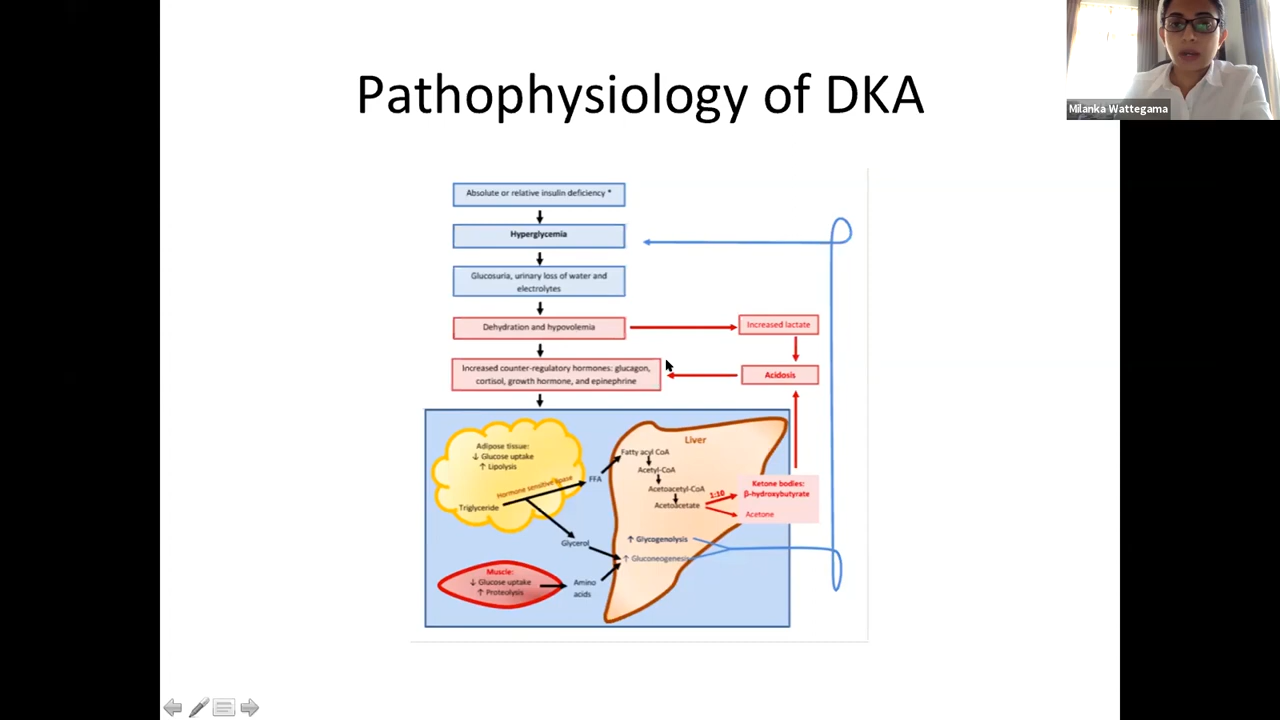 Pathophysiology of DKA
Milanka Wattegama
Absolute or relative insulin deficiency *
Hyperglycemia
Glucosuria, urinary loss of water and
electrolytes
Dehydration and hypovolemia
Increased lactate
Increased counter-regulatory hormones: glucagon,
cortisol, growth hormone, and epinephrine
Acidosis
Adipose tissue:
↓ Glucose uptake
↑ Lipolysis
Hormone sensitive lipase
Triglyceride
FFA
Glycerol
Muscle:
↓ Glucose uptake
↑ Proteolysis
Amino
acids
Liver
Fatty acyl CoA
Acetyl-CoA
Acetoacetyl-CoA
Acetoacetate
1:10
Ketone bodies:
β-hydroxybutyrate
Acetone
↑ Glycogenolysis
↑ Gluconeogenesis